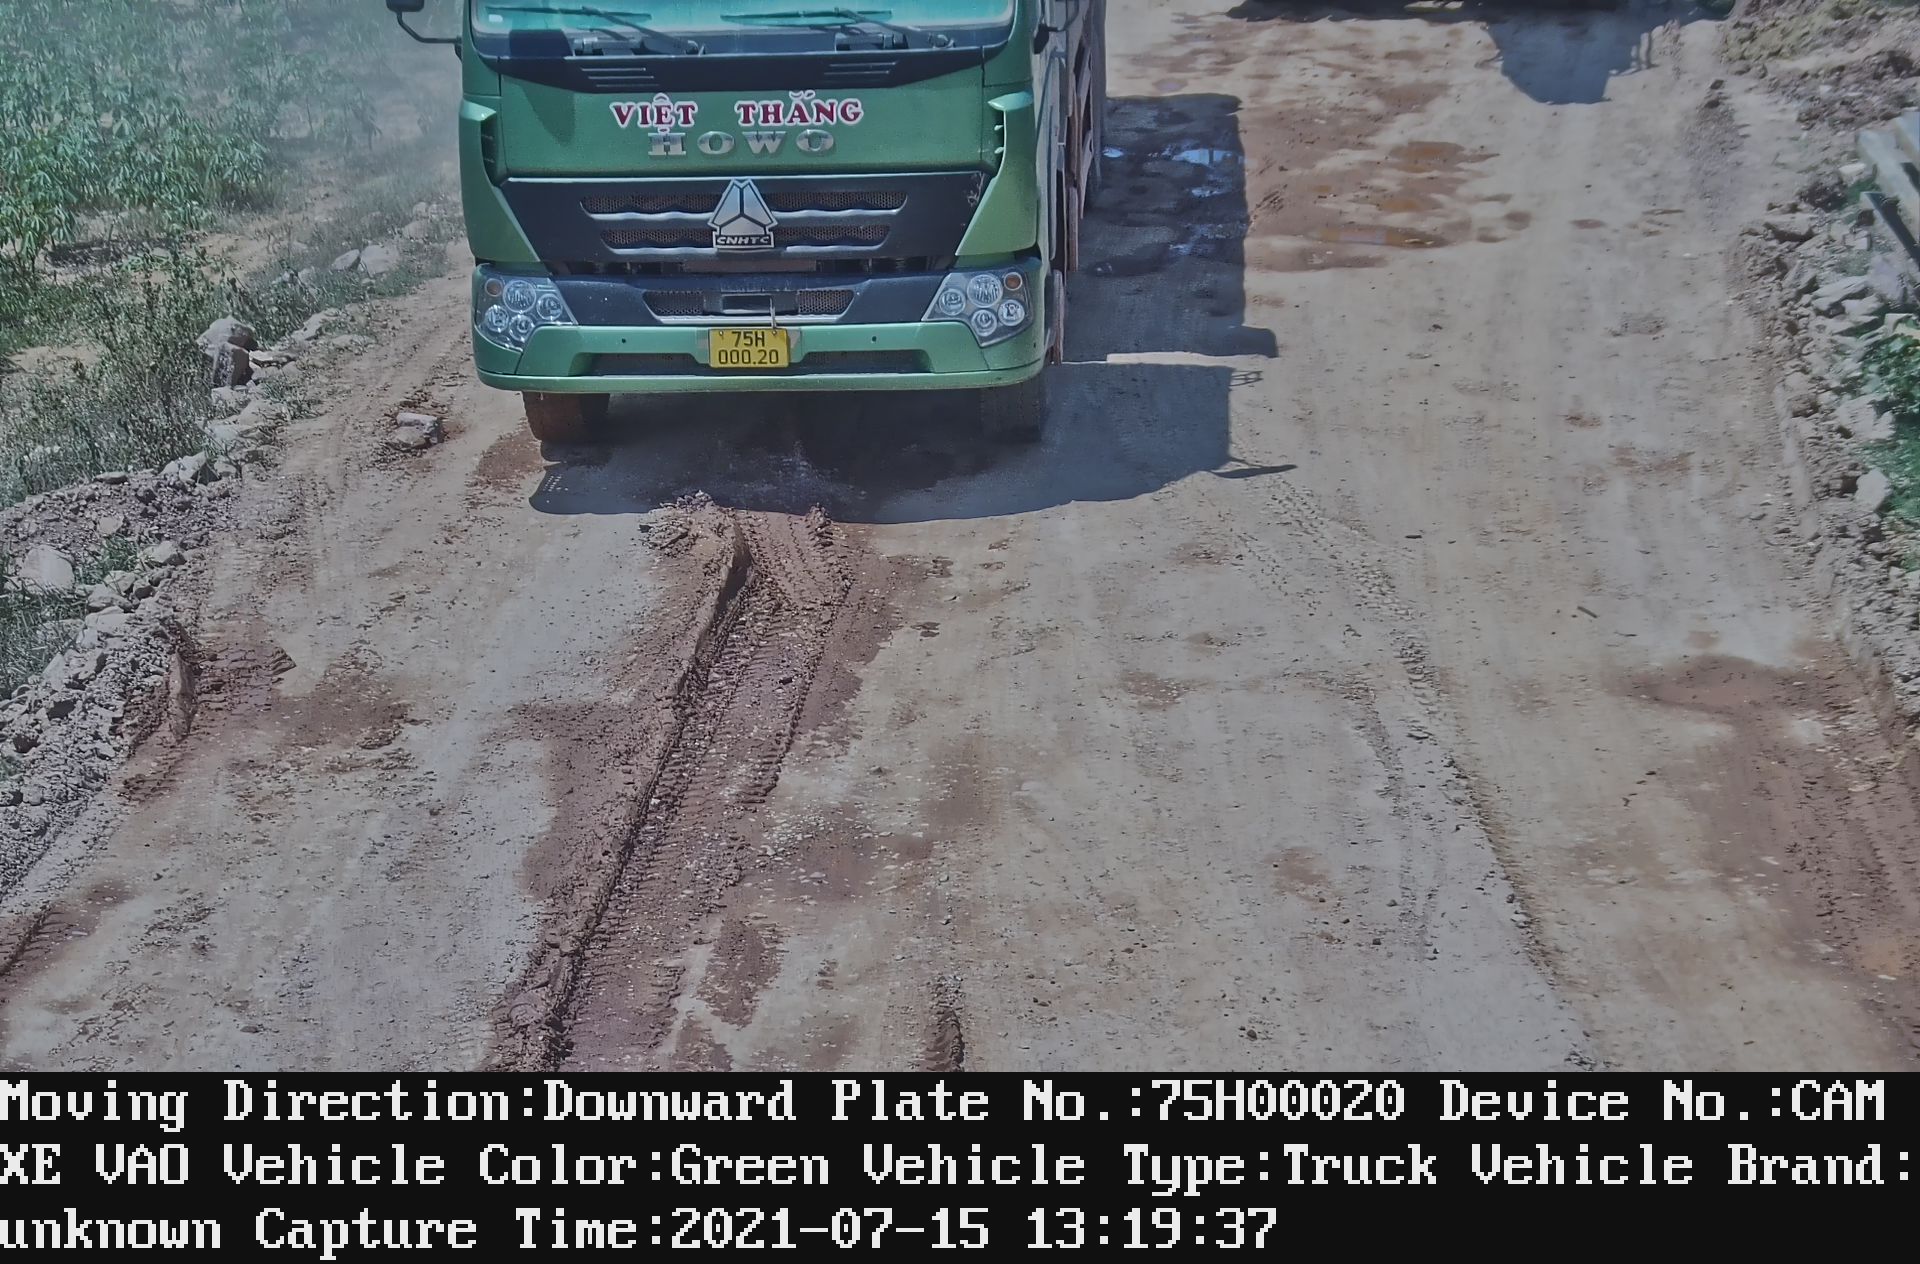 VIỆT THẮNG
HOWO
CNHTC
75H
000.20
Moving Direction:Downward Plate No.:75H00020 Device No.:CAM
XE VAO Vehicle Color:Green Vehicle Type:Truck Vehicle Brand:
unknown Capture Time:2021-07-15 13:19:37